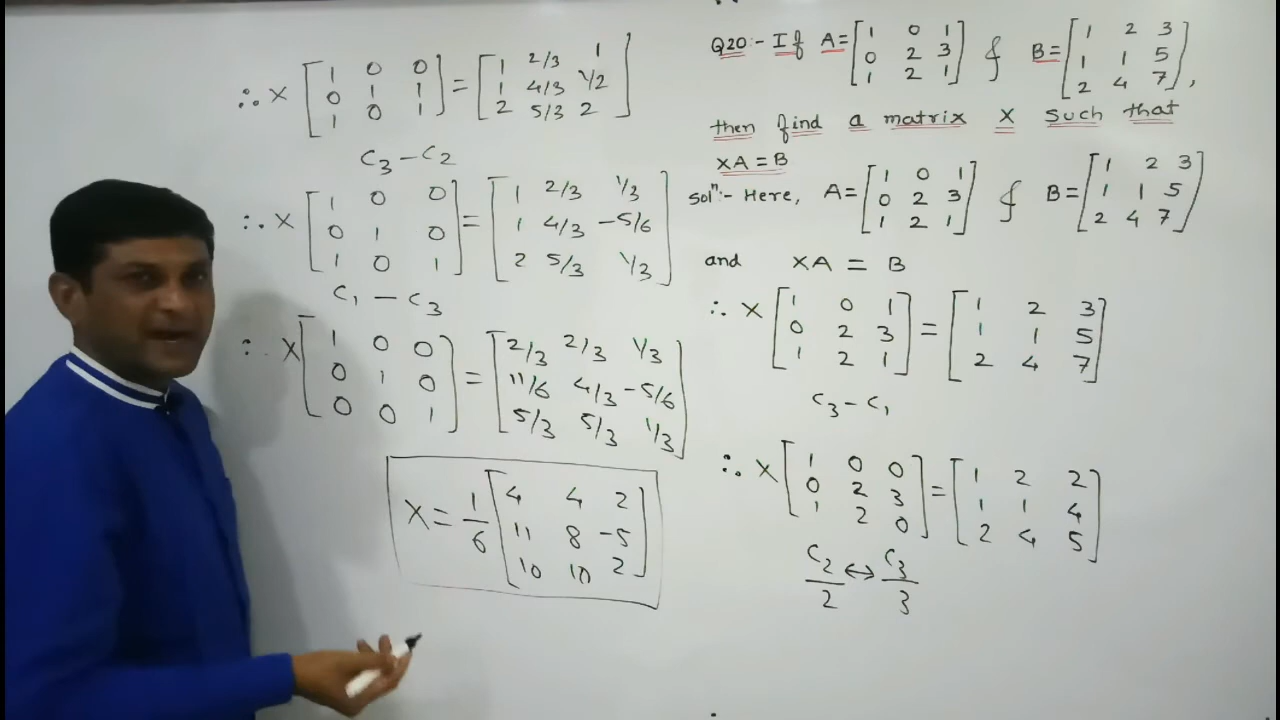 Q20:- If A=[1 0 1 & B=[1 2 3
0 2 3 1 1 5
1 2 1] 2 4 7],
then find a matrix X such that
XA=B
Solⁿ:- Here, A=[1 0 1 & B=[1 2 3
0 2 3 1 1 5
1 2 1] 2 4 7]
and XA = B
∴ X[1 0 1 = [1 2 3
0 2 3 1 1 5
1 2 1] 2 4 7]
C₃-C₁
∴ X[1 0 0 = [1 2 2
0 2 3 1 1 4
1 2 0] 2 4 5]
C₂/2 ↔ C₃/3
∴ X[1 0 0 = [1 2/3 1
0 1 1 1 4/3 1/2
1 0 1] 2 5/3 2]
C₃-C₂
∴ X[1 0 0 = [1 2/3 1/3
0 1 0 1 4/3 -5/6
1 0 1] 2 5/3 1/3]
C₁ - C₃
∴ X[1 0 0 = [2/3 2/3 1/3
0 1 0 11/6 4/3 -5/6
0 0 1] 5/3 5/3 1/3]
X=1/6[4 4 2
11 8 -5
10 10 2]